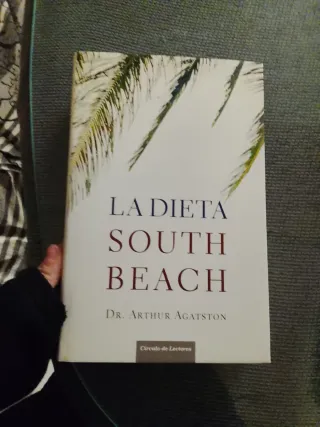 LA DIETA
SOUTH
BEACH
DR. ARTHUR AGATSTON
Círculo de Lectores